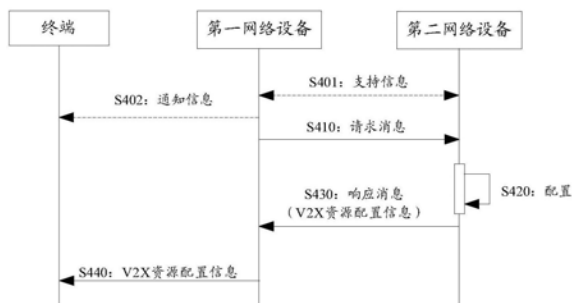 终端
第一网络设备
第二网络设备
S401：支持信息
S402：通知信息
S410：请求消息
S420：配置
S430：响应消息
（V2X资源配置信息）
S440：V2X资源配置信息